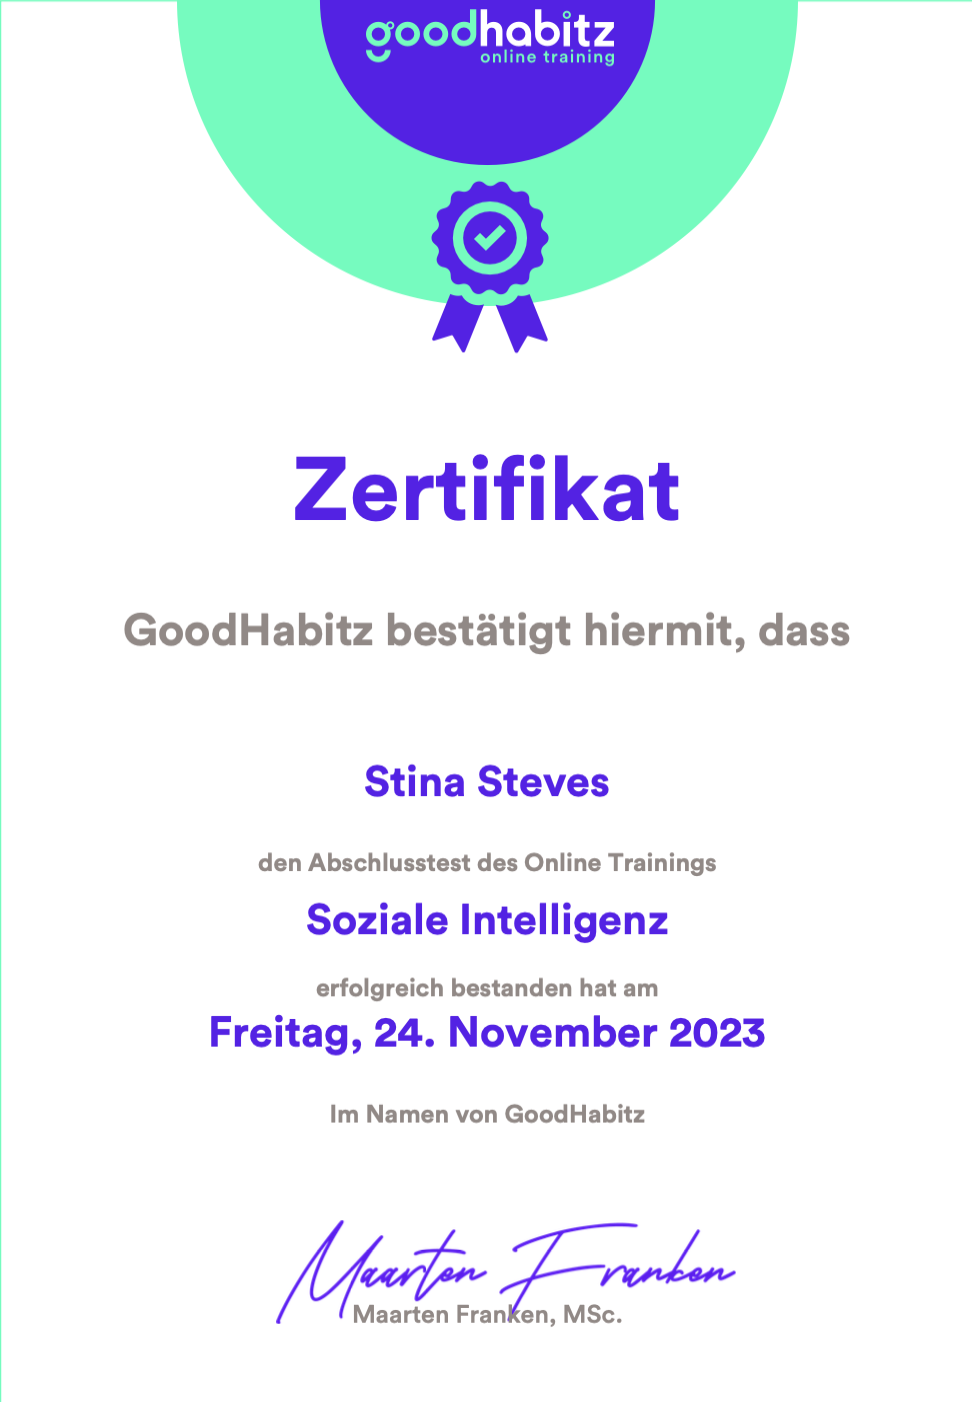 goodhabitz
online training
Zertifikat
GoodHabitz bestätigt hiermit, dass
Stina Steves
den Abschlusstest des Online Trainings
Soziale Intelligenz
erfolgreich bestanden hat am
Freitag, 24. November 2023
Im Namen von GoodHabitz
Maarten Franken
Maarten Franken, MSc.